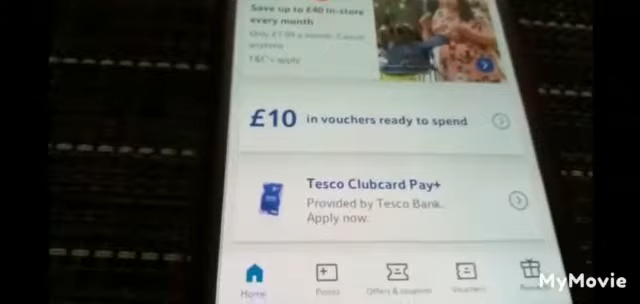 Save up to £40 in-store
every month
Only £7.99 a month. Cancel
anytime
T&C's apply
£10 in vouchers ready to spend
Tesco Clubcard Pay+
Provided by Tesco Bank.
Apply now.
Home Points Offers & coupons Vouchers
MyMovie